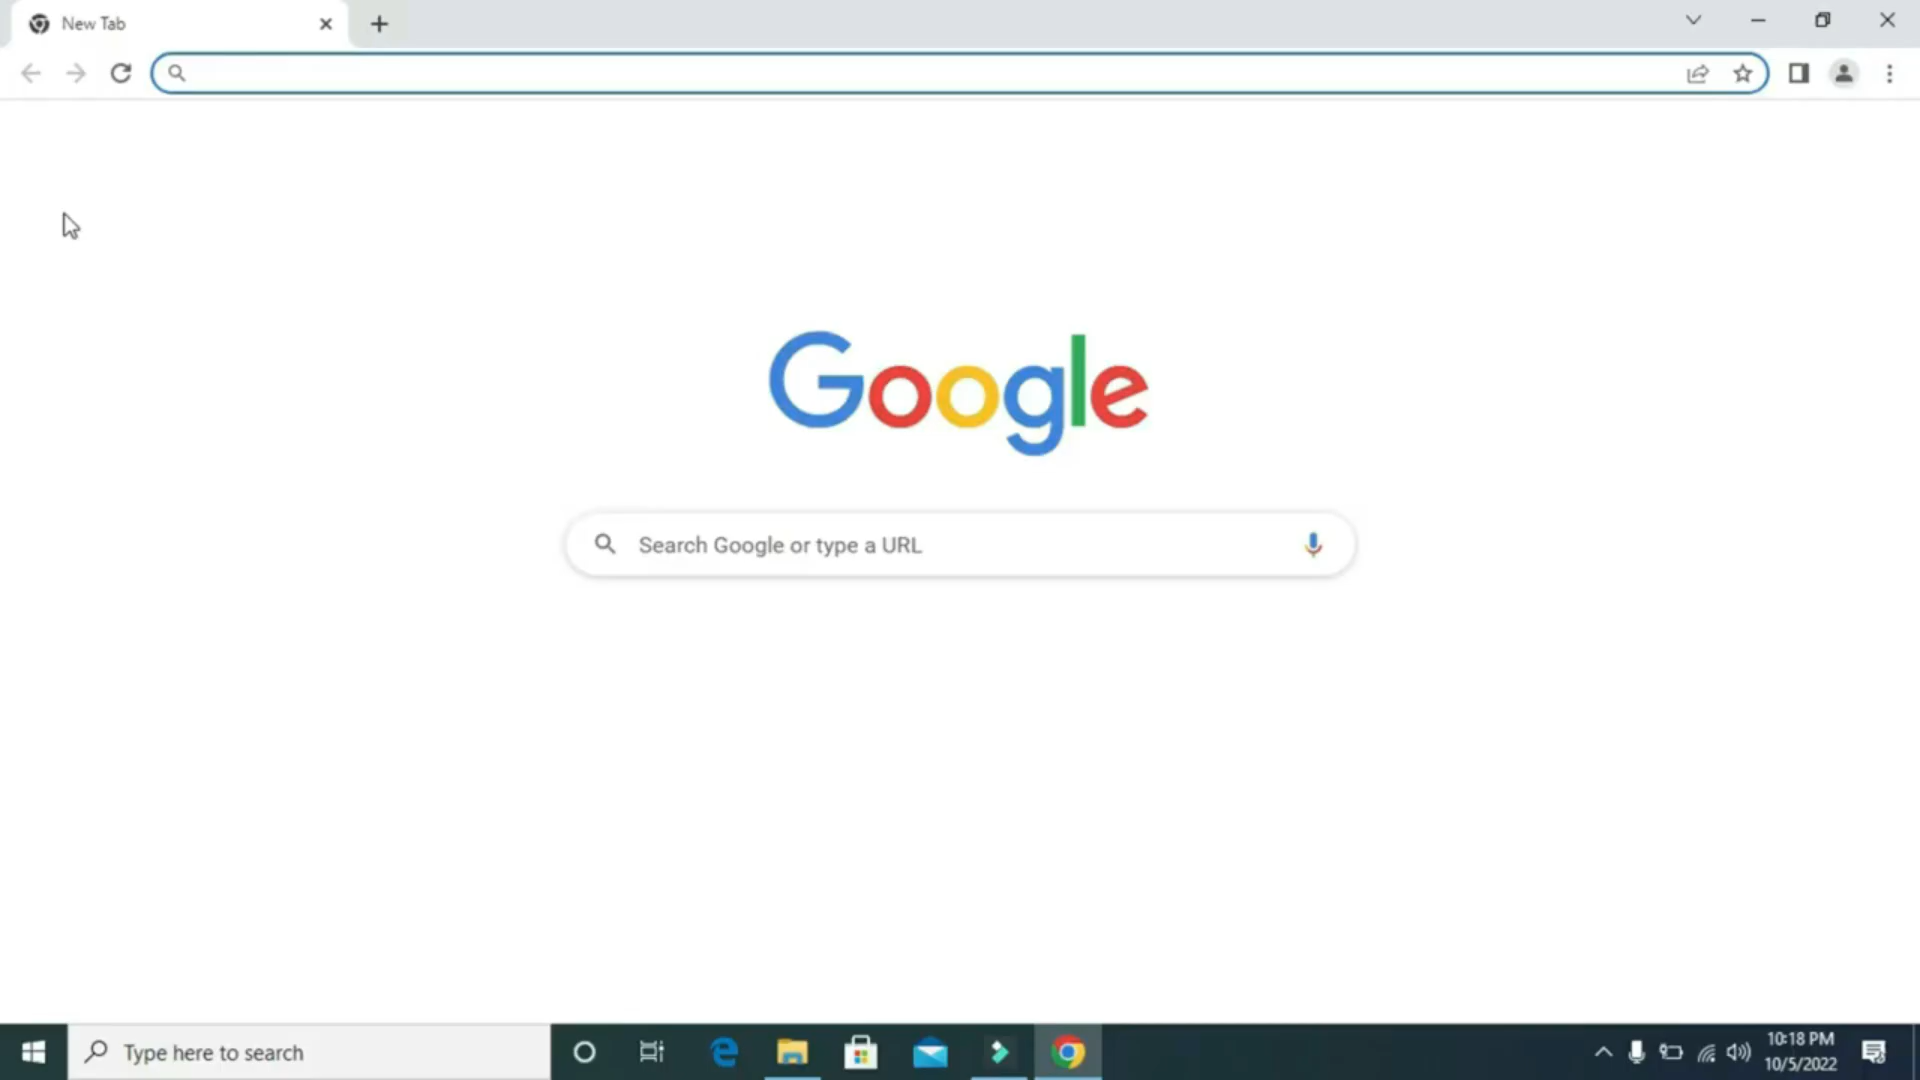 New Tab
Google
Search Google or type a URL
Type here to search
10:18 PM
10/5/2022